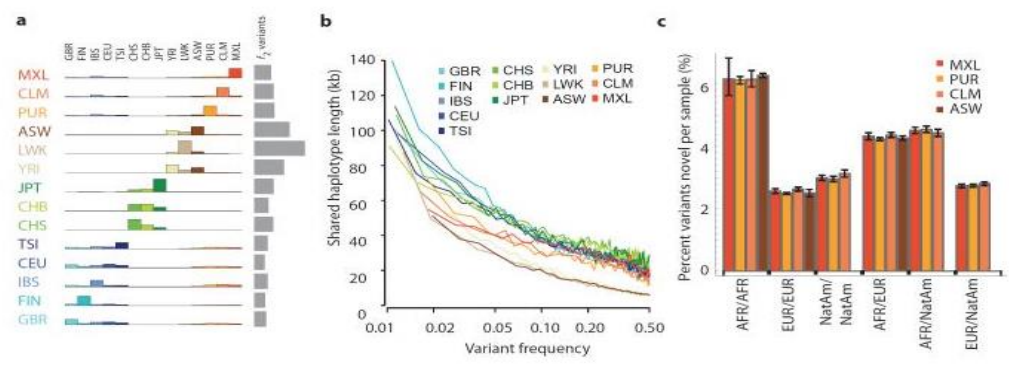 a
GBR FIN IBS CEU TSI CHS CHB JPT YRI LWK ASW PUR CLM MXL f2 variants
MXL
CLM
PUR
ASW
LWK
YRI
JPT
CHB
CHS
TSI
CEU
IBS
FIN
GBR
b
Shared haplotype length (kb)
140
120
100
80
60
40
20
0
GBR CHS YRI PUR
FIN CHB LWK CLM
IBS JPT ASW MXL
CEU
TSI
0.01 0.02 0.05 0.10 0.20 0.50
Variant frequency
c
Percent variants novel per sample (%)
6
4
2
0
MXL
PUR
CLM
ASW
AFR/AFR
EUR/EUR
NatAm/
NatAm
AFR/EUR
AFR/NatAm
EUR/NatAm